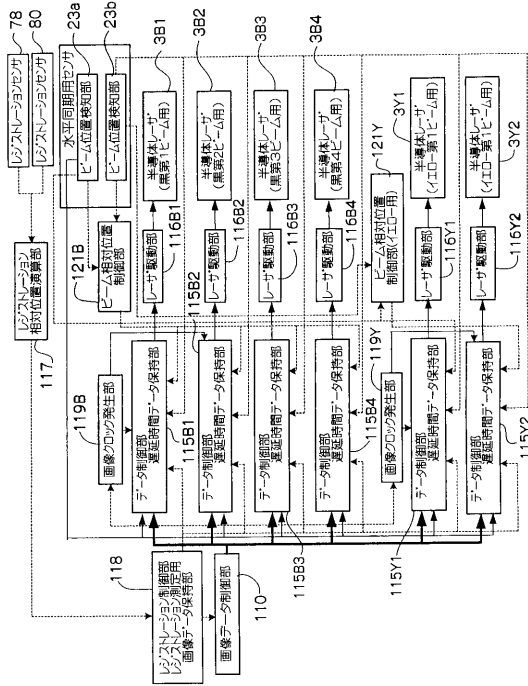 78
80
レジストレーションセンサ
レジストレーションセンサ
水平同期用センサ
23a
ビーム位置検知部
23b
ビーム位置検知部
レジストレーション
相対位置演算部
117
121B
ビーム相対位置
制御部
119B
画像クロック発生部
データ制御部
遅延時間データ保持部
115B1
レーザ駆動部
116B1
半導体レーザ
(黒第1ビーム用)
3B1
データ制御部
遅延時間データ保持部
115B2
レーザ駆動部
116B2
半導体レーザ
(黒第2ビーム用)
3B2
データ制御部
遅延時間データ保持部
115B3
レーザ駆動部
116B3
半導体レーザ
(黒第3ビーム用)
3B3
データ制御部
遅延時間データ保持部
115B4
レーザ駆動部
116B4
半導体レーザ
(黒第4ビーム用)
3B4
118
レジストレーション制御部
レジストレーション測定用
画像データ保持部
画像データ制御部
110
119Y
画像クロック発生部
121Y
ビーム相対位置
制御部(イエロー用)
データ制御部
遅延時間データ保持部
115Y1
レーザ駆動部
116Y1
半導体レーザ
(イエロー第1ビーム用)
3Y1
データ制御部
遅延時間データ保持部
115Y2
レーザ駆動部
116Y2
半導体レーザ
(イエロー第1ビーム用)
3Y2